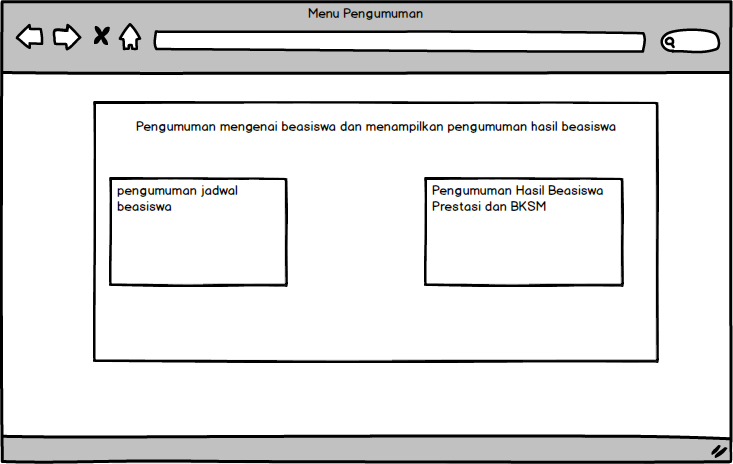 Menu Pengumuman
Pengumuman mengenai beasiswa dan menampilkan pengumuman hasil beasiswa
pengumuman jadwal
beasiswa
Pengumuman Hasil Beasiswa
Prestasi dan BKSM